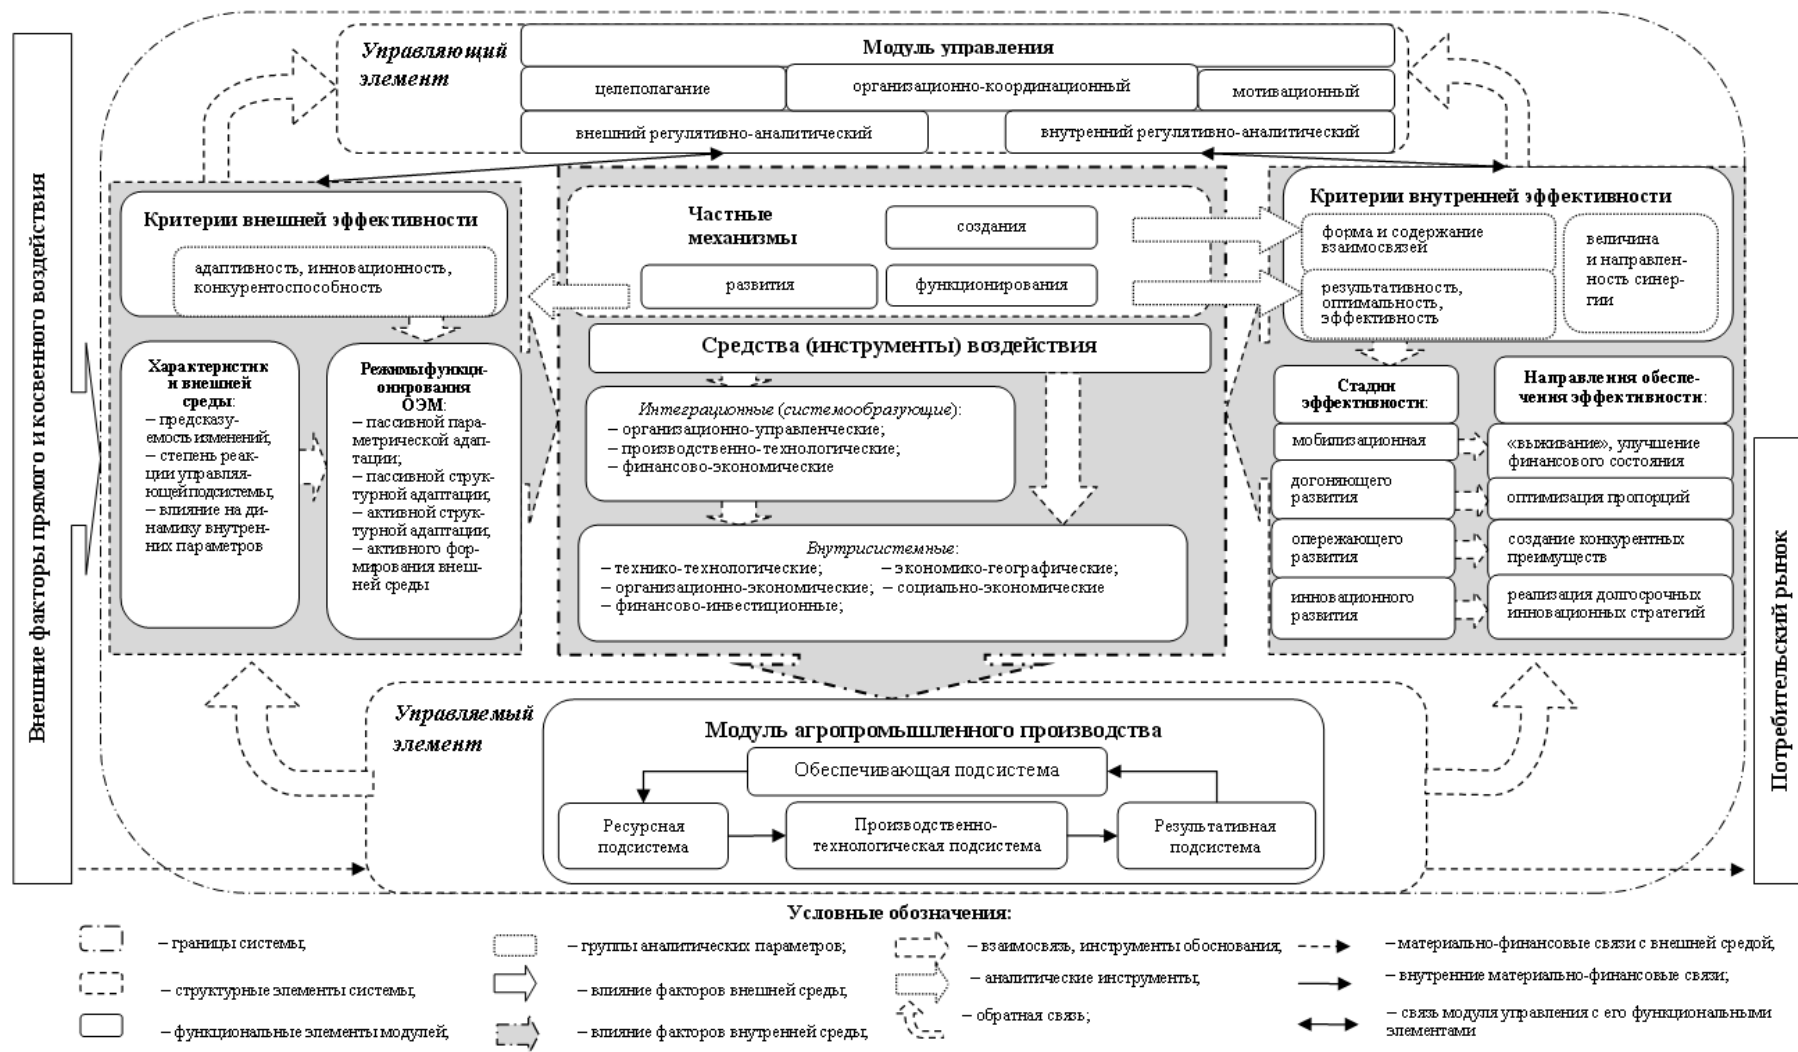 Внешние факторы прямого и косвенного воздействия
Управляющий
элемент
Модуль управления
целеполагание
организационно-координационный
мотивационный
внешний регулятивно-аналитический
внутренний регулятивно-аналитический
Критерии внешней эффективности
адаптивность, инновационность,
конкурентоспособность
Характеристик
и внешней
среды:
– предсказу-
емость изменений;
– степень реак-
ции управляя-
ющей подсистемы;
– влияние на ди-
намику внутрен-
них параметров
Режимы функци-
онирования
ОЭМ:
– пассивной пара-
метрической адап-
тации;
– пассивной струк-
турной адаптации;
– активной струк-
турной адаптации;
– активного фор-
мирования внеш-
ней среды
Частные
механизмы
создания
развития
функционирования
Средства (инструменты) воздействия
Интеграционные (системообразующие):
– организационно-управленческие;
– производственно-технологические;
– финансово-экономические
Внутрисистемные:
– технико-технологические;
– экономико-географические;
– организационно-экономические;
– социально-экономические
– финансово-инвестиционные;
Критерии внутренней эффективности
форма и содержание
взаимосвязей
результативность,
оптимальность,
эффективность
величина
и направлен-
ность синер-
гии
Стадии
эффективности:
мобилизационная
догоняющего
развития
опережающего
развития
инновационного
развития
Направления обеспе-
чения эффективности:
«выживание», улучшение
финансового состояния
оптимизация пропорций
создание конкурентных
преимуществ
реализация долгосрочных
инновационных стратегий
Потребительский рынок
Управляемый
элемент
Модуль агропромышленного производства
Обеспечивающая подсистема
Ресурсная
подсистема
Производственно-
технологическая подсистема
Результативная
подсистема
Условные обозначения:
– границы системы;
– структурные элементы системы;
– функциональные элементы модулей;
– группы аналитических параметров;
– влияние факторов внешней среды;
– влияние факторов внутренней среды;
– взаимосвязь, инструменты обоснования;
– аналитические инструменты;
– обратная связь;
– материально-финансовые связи с внешней средой;
– внутренние материально-финансовые связи;
– связь модуля управления с его функциональными
элементами